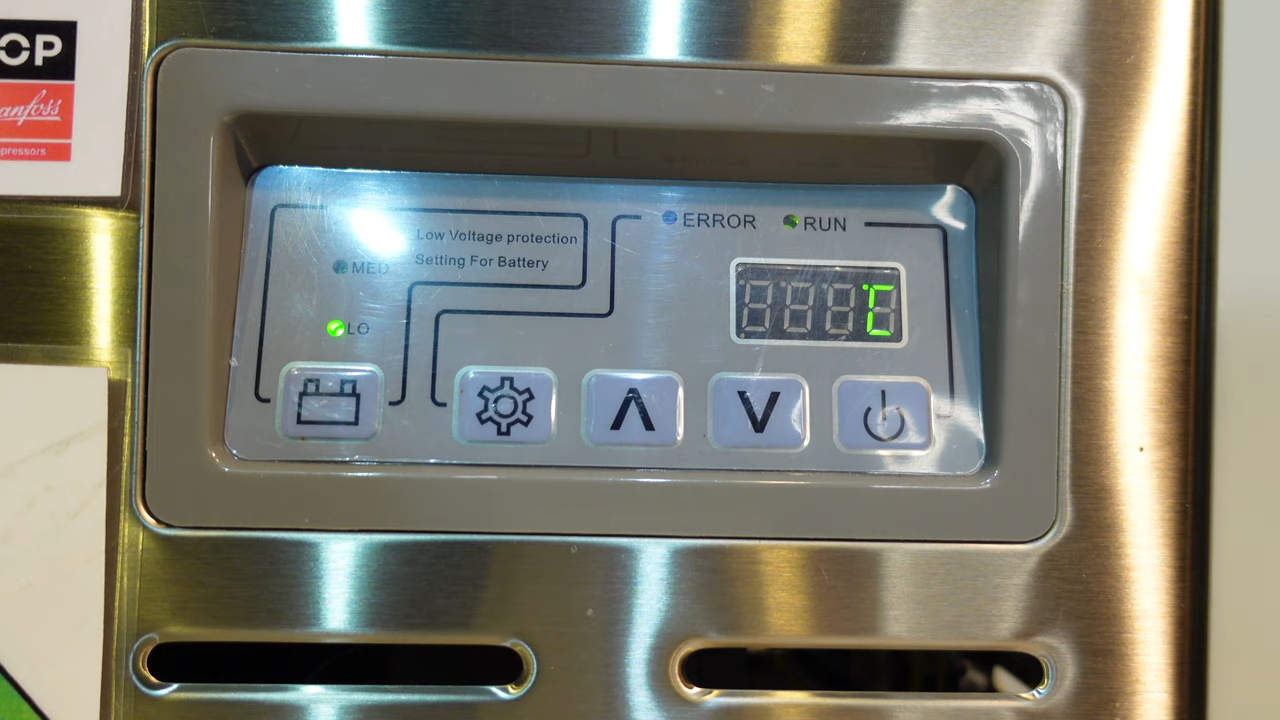 OP
anfoss
pressors
ERROR
RUN
Low Voltage protection
Setting For Battery
MED
LO
℃